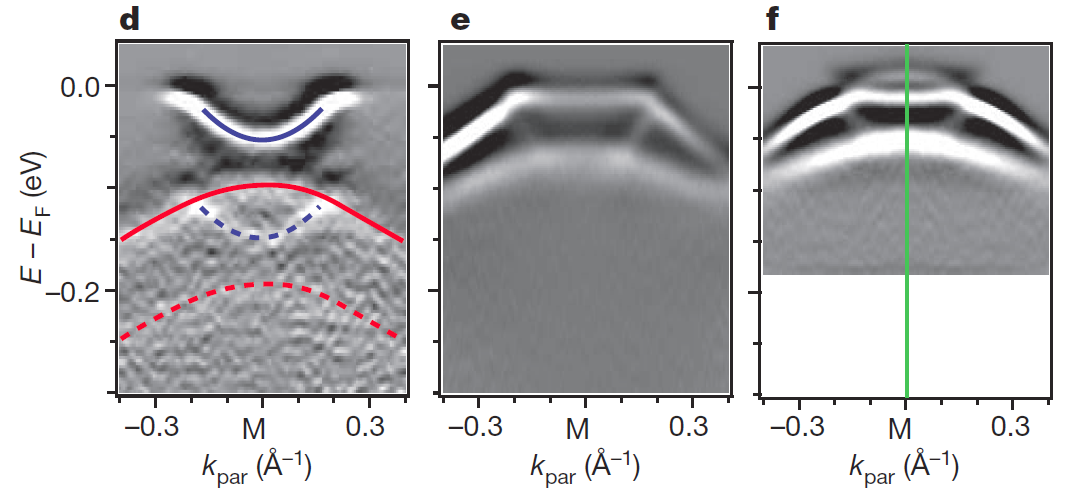 d e f
0.0
−0.2
E − E_F (eV)
−0.3 M 0.3 −0.3 M 0.3 −0.3 M 0.3
k_par (Å⁻¹) k_par (Å⁻¹) k_par (Å⁻¹)